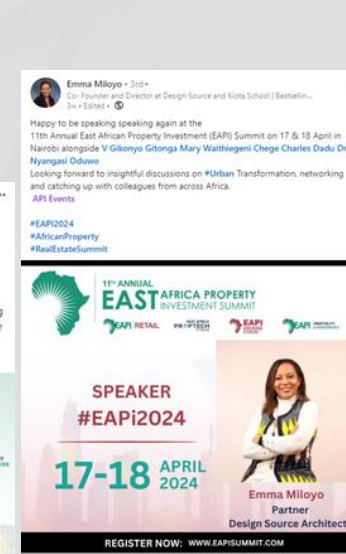 Emma Miloyo • 3rd+
Co- Founder and Director at Design Source and Kiota School | Bestsellin...
3w • Edited •
Happy to be speaking speaking again at the
11th Annual East African Property Investment (EAPI) Summit on 17 & 18 April in
Nairobi alongside V Gikonyo Gitonga Mary Waithiegeni Chege Charles Dadu Dr
Nyangasi Oduwo
Looking forward to insightful discussions on #Urban Transformation, networking
and catching up with colleagues from across Africa.
API Events
#EAPI2024
#AfricanProperty
#RealEstateSummit
11TH ANNUAL
EAST AFRICA PROPERTY
INVESTMENT SUMMIT
EAPI RETAIL
PROPTECH
EAPI
EAPI
SPEAKER
#EAPi2024
17-18 APRIL
2024
Emma Miloyo
Partner
Design Source Architect
REGISTER NOW: WWW.EAPISUMMIT.COM